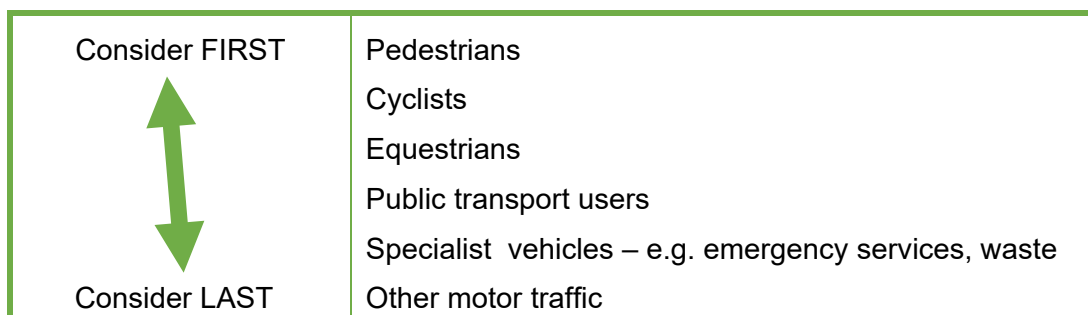 Consider FIRST Pedestrians
Cyclists
Equestrians
Public transport users
Specialist  vehicles – e.g. emergency services, waste
Consider LAST Other motor traffic